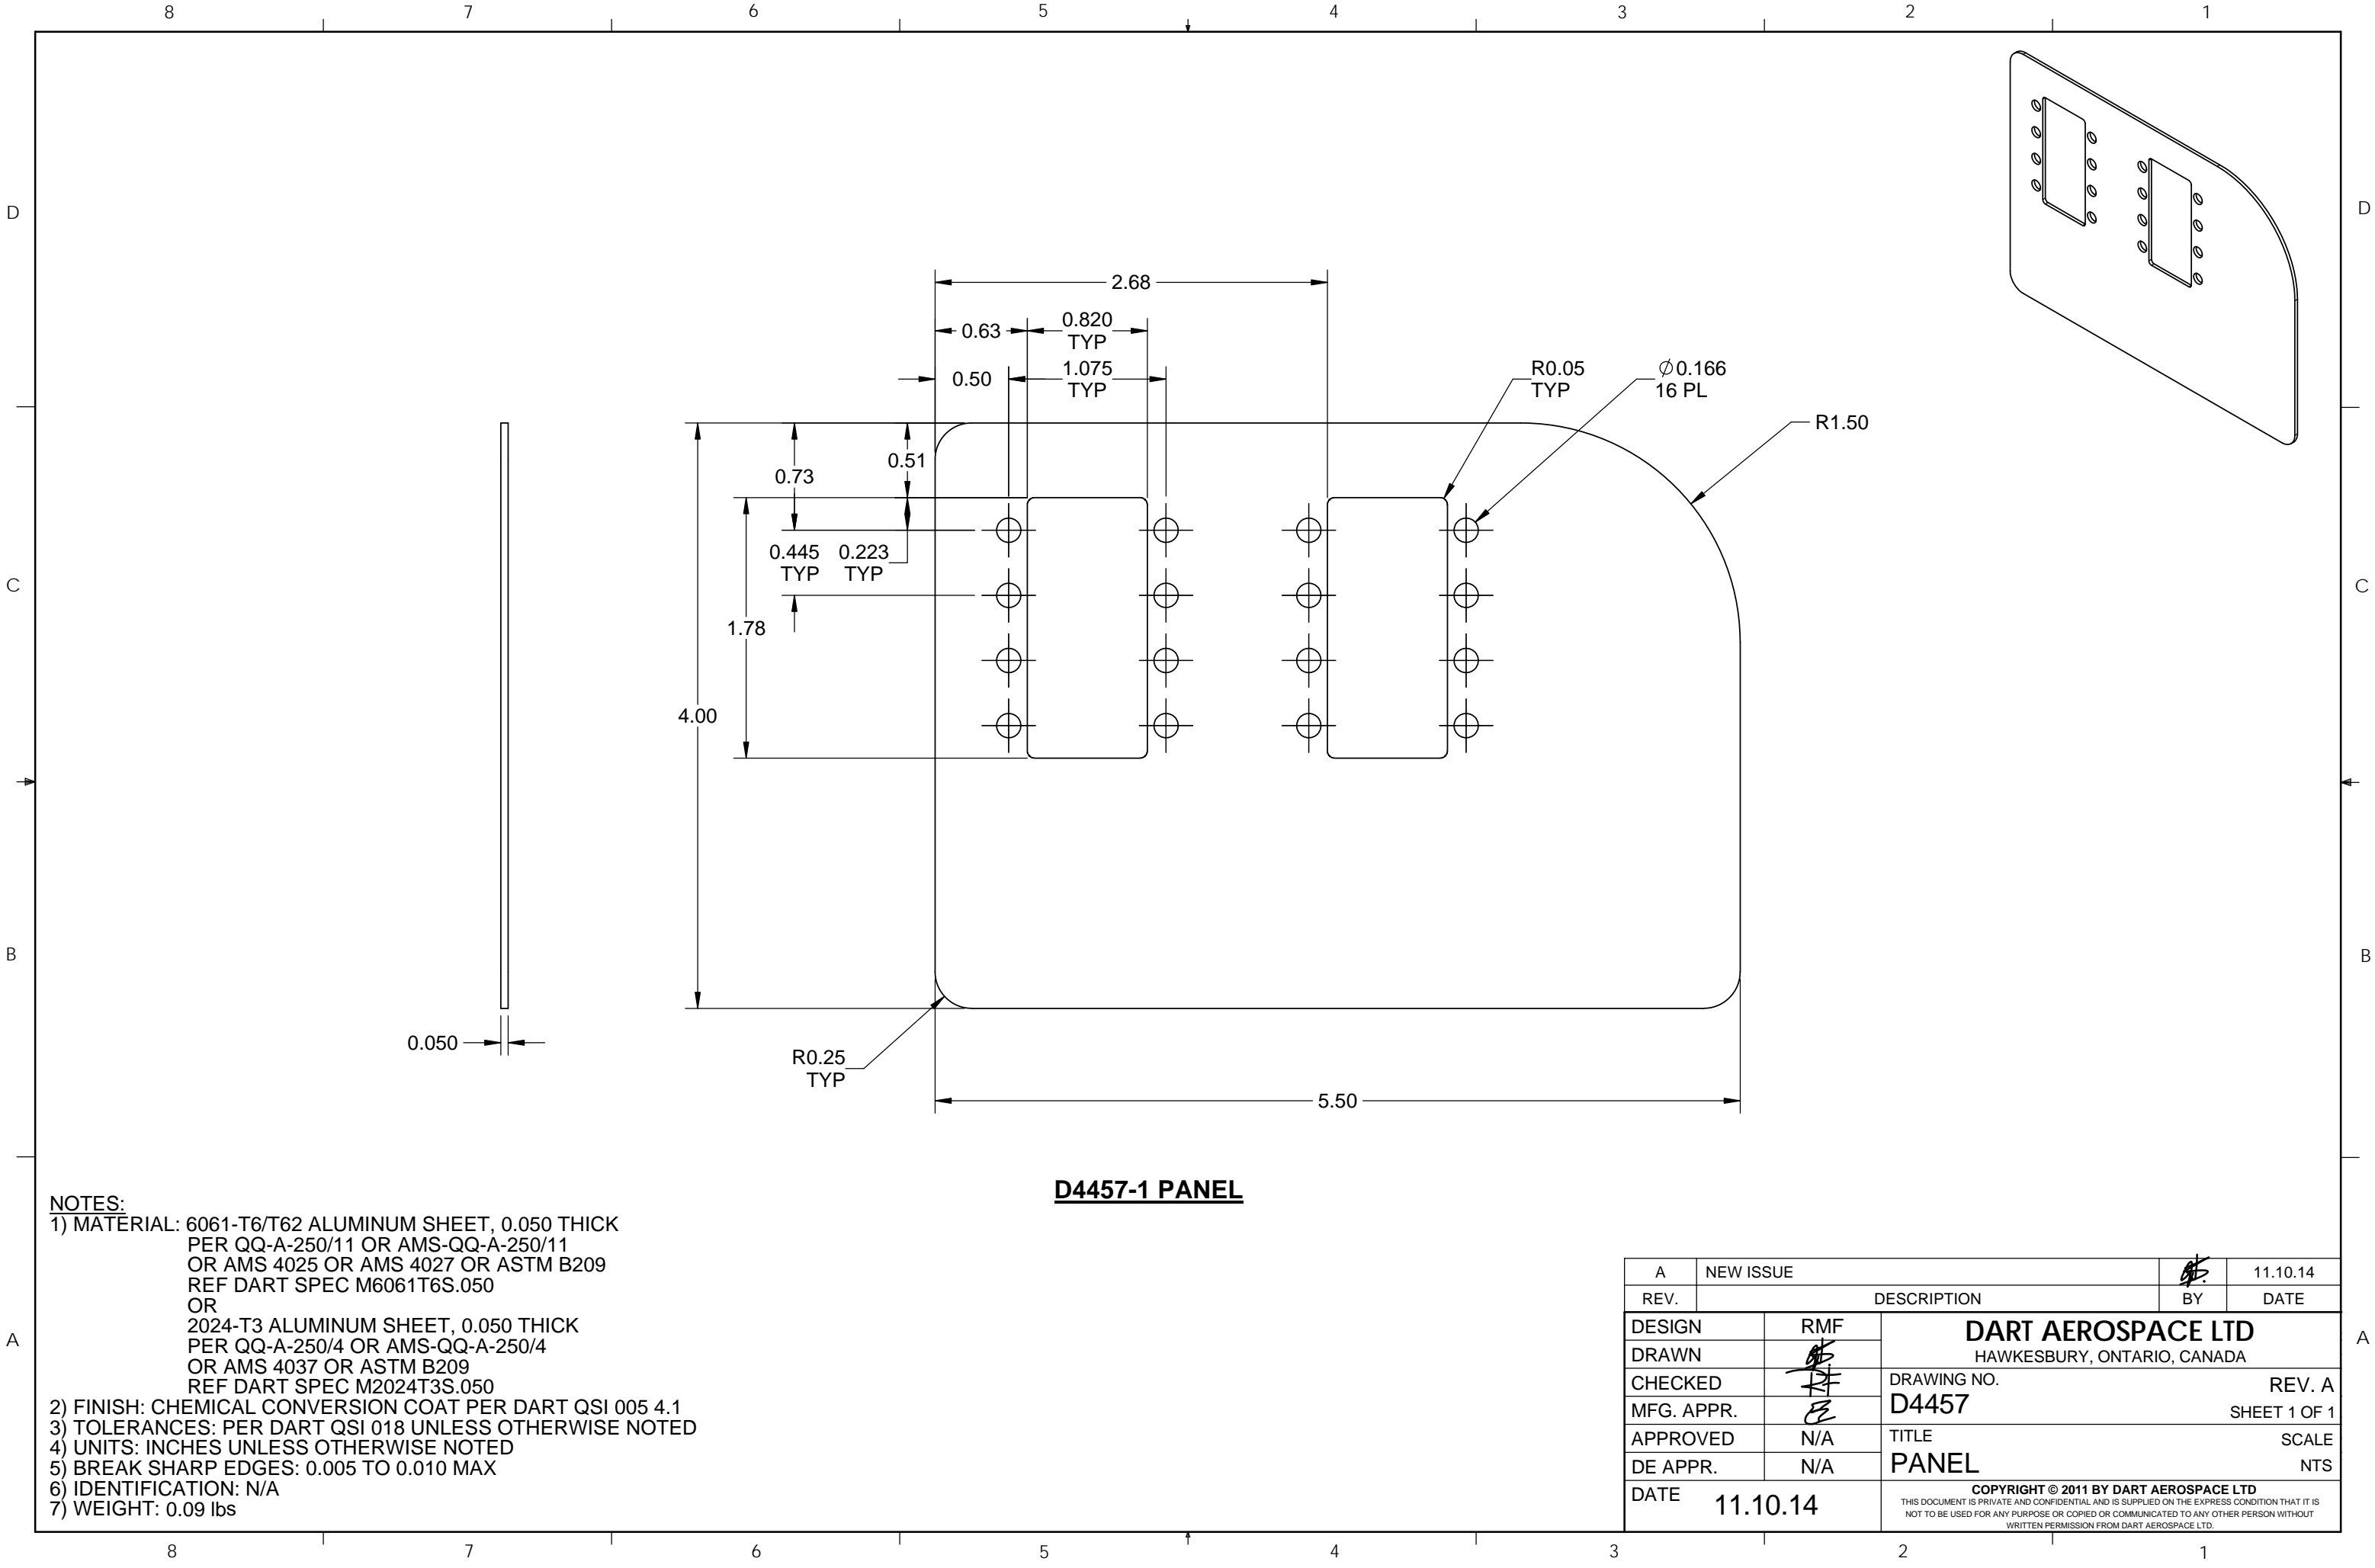 8 7 6 5 4 3 2 1
D D
2.68
0.63
0.820
TYP
0.50
1.075
TYP
R0.05
TYP
∅0.166
16 PL
R1.50
0.51
0.73
0.445
TYP
0.223
TYP
C C
1.78
4.00
B B
0.050
R0.25
TYP
5.50
D4457-1 PANEL
NOTES:
1) MATERIAL: 6061-T6/T62 ALUMINUM SHEET, 0.050 THICK
PER QQ-A-250/11 OR AMS-QQ-A-250/11
OR AMS 4025 OR AMS 4027 OR ASTM B209
REF DART SPEC M6061T6S.050
OR
2024-T3 ALUMINUM SHEET, 0.050 THICK
PER QQ-A-250/4 OR AMS-QQ-A-250/4
OR AMS 4037 OR ASTM B209
REF DART SPEC M2024T3S.050
2) FINISH: CHEMICAL CONVERSION COAT PER DART QSI 005 4.1
3) TOLERANCES: PER DART QSI 018 UNLESS OTHERWISE NOTED
4) UNITS: INCHES UNLESS OTHERWISE NOTED
5) BREAK SHARP EDGES: 0.005 TO 0.010 MAX
6) IDENTIFICATION: N/A
7) WEIGHT: 0.09 lbs
A A
A NEW ISSUE 11.10.14
REV. DESCRIPTION BY DATE
DESIGN RMF
DRAWN
CHECKED
MFG. APPR.
APPROVED N/A
DE APPR. N/A
DATE 11.10.14
DART AEROSPACE LTD
HAWKESBURY, ONTARIO, CANADA
DRAWING NO. REV. A
D4457 SHEET 1 OF 1
TITLE SCALE
PANEL NTS
COPYRIGHT © 2011 BY DART AEROSPACE LTD
THIS DOCUMENT IS PRIVATE AND CONFIDENTIAL AND IS SUPPLIED ON THE EXPRESS CONDITION THAT IT IS
NOT TO BE USED FOR ANY PURPOSE OR COPIED OR COMMUNICATED TO ANY OTHER PERSON WITHOUT
WRITTEN PERMISSION FROM DART AEROSPACE LTD.
8 7 6 5 4 3 2 1